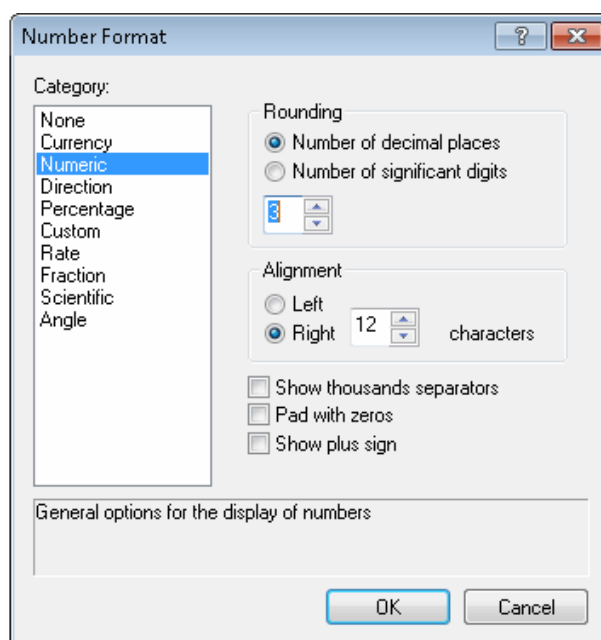 Number Format
?
Category:
None
Currency
Numeric
Direction
Percentage
Custom
Rate
Fraction
Scientific
Angle
Rounding
Number of decimal places
Number of significant digits
3
Alignment
Left
Right 12 characters
Show thousands separators
Pad with zeros
Show plus sign
General options for the display of numbers
OK Cancel